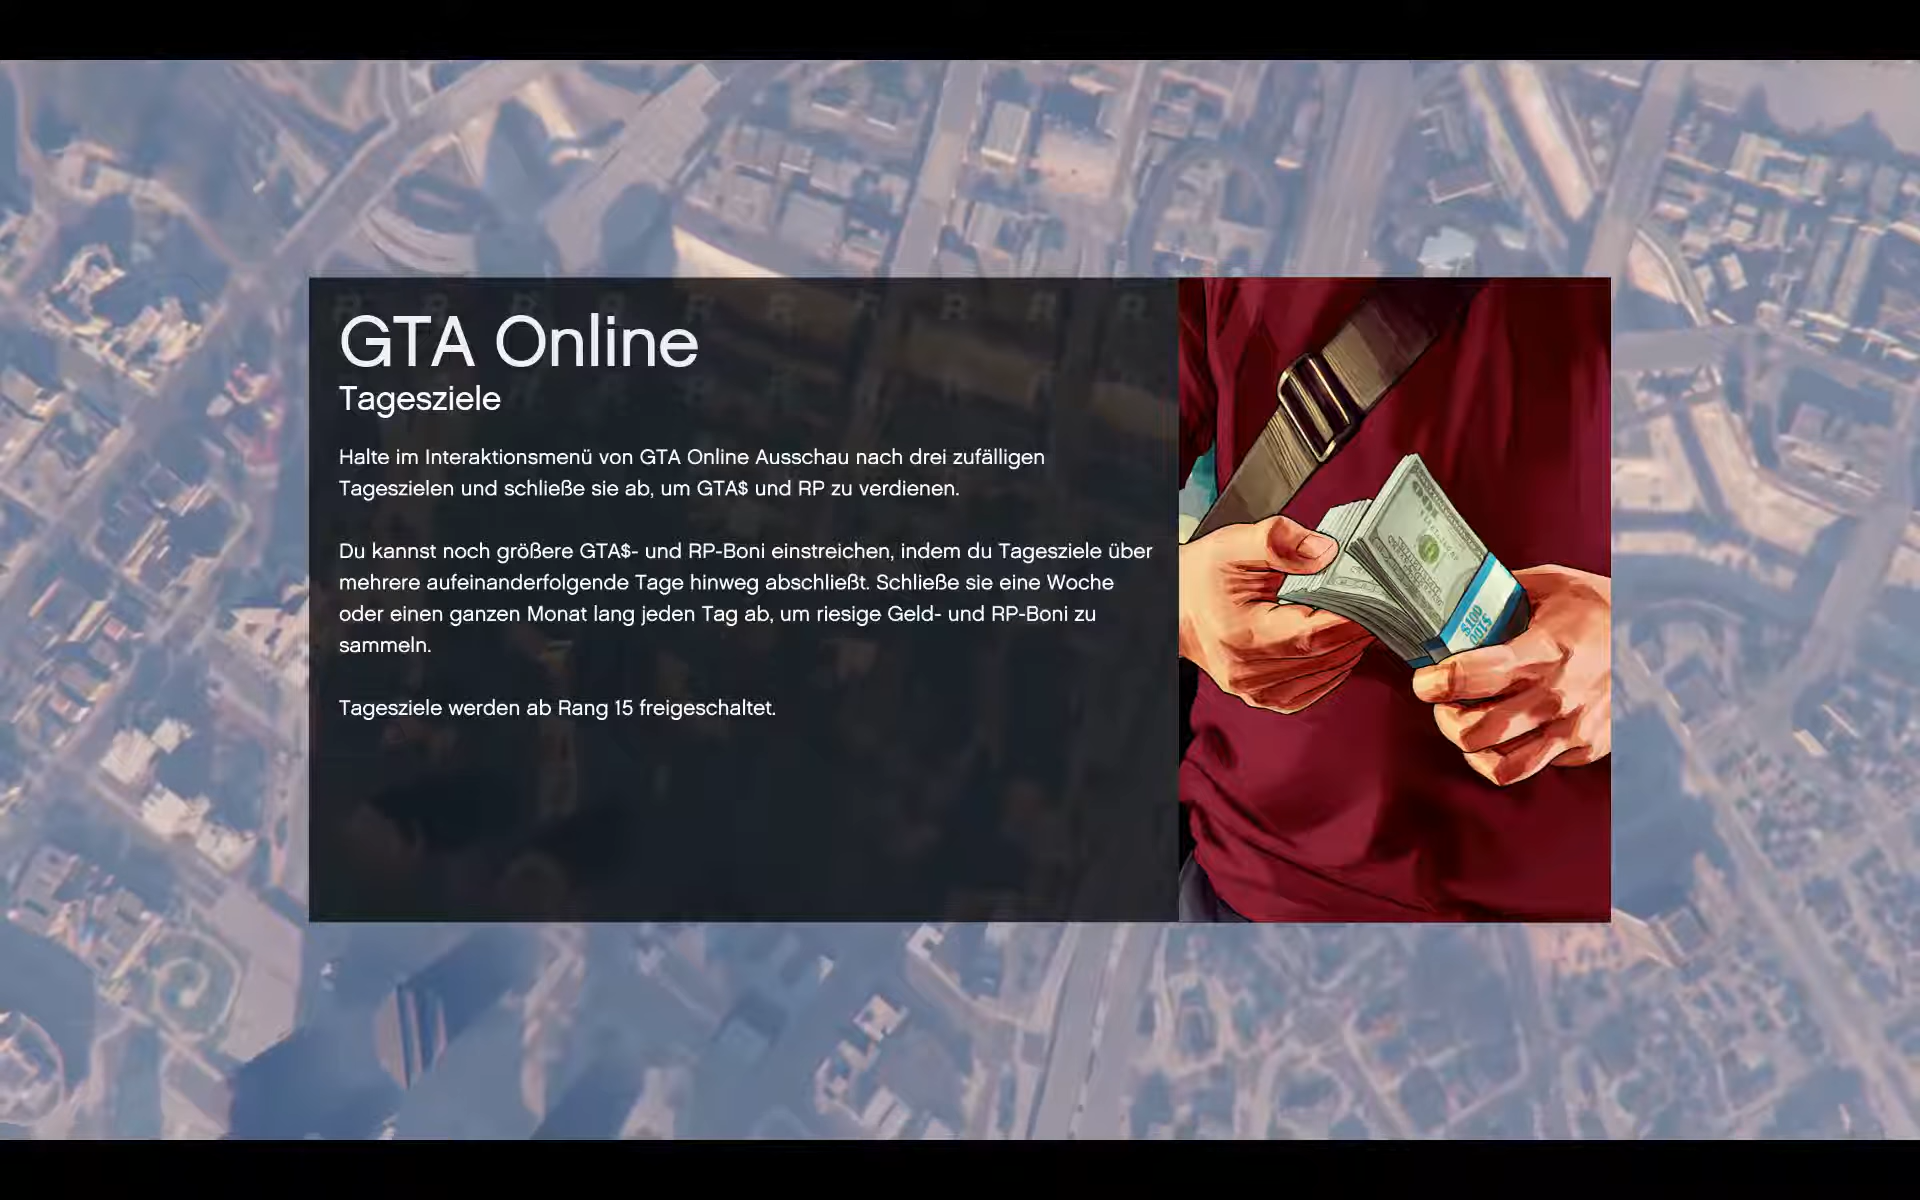 GTA Online
Tagesziele
Halte im Interaktionsmenü von GTA Online Ausschau nach drei zufälligen
Tageszielen und schließe sie ab, um GTA$ und RP zu verdienen.
Du kannst noch größere GTA$- und RP-Boni einstreichen, indem du Tagesziele über
mehrere aufeinanderfolgende Tage hinweg abschließt. Schließe sie eine Woche
oder einen ganzen Monat lang jeden Tag ab, um riesige Geld- und RP-Boni zu
sammeln.
Tagesziele werden ab Rang 15 freigeschaltet.
$100